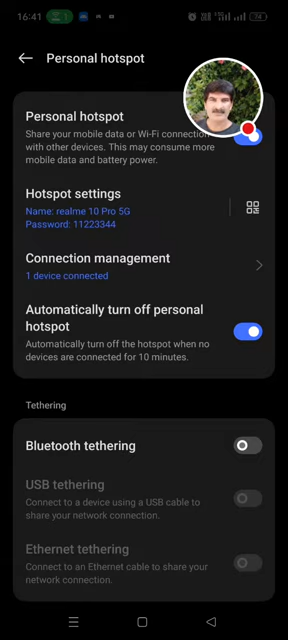 16:41
74
Personal hotspot
Personal hotspot
Share your mobile data or Wi-Fi connection
with other devices. This may consume more
mobile data and battery power.
Hotspot settings
Name: realme 10 Pro 5G
Password: 11223344
Connection management
1 device connected
Automatically turn off personal
hotspot
Automatically turn off the hotspot when no
devices are connected for 10 minutes.
Tethering
Bluetooth tethering
USB tethering
Connect to a device using a USB cable to
share your network connection.
Ethernet tethering
Connect to an Ethernet cable to share your
network connection.